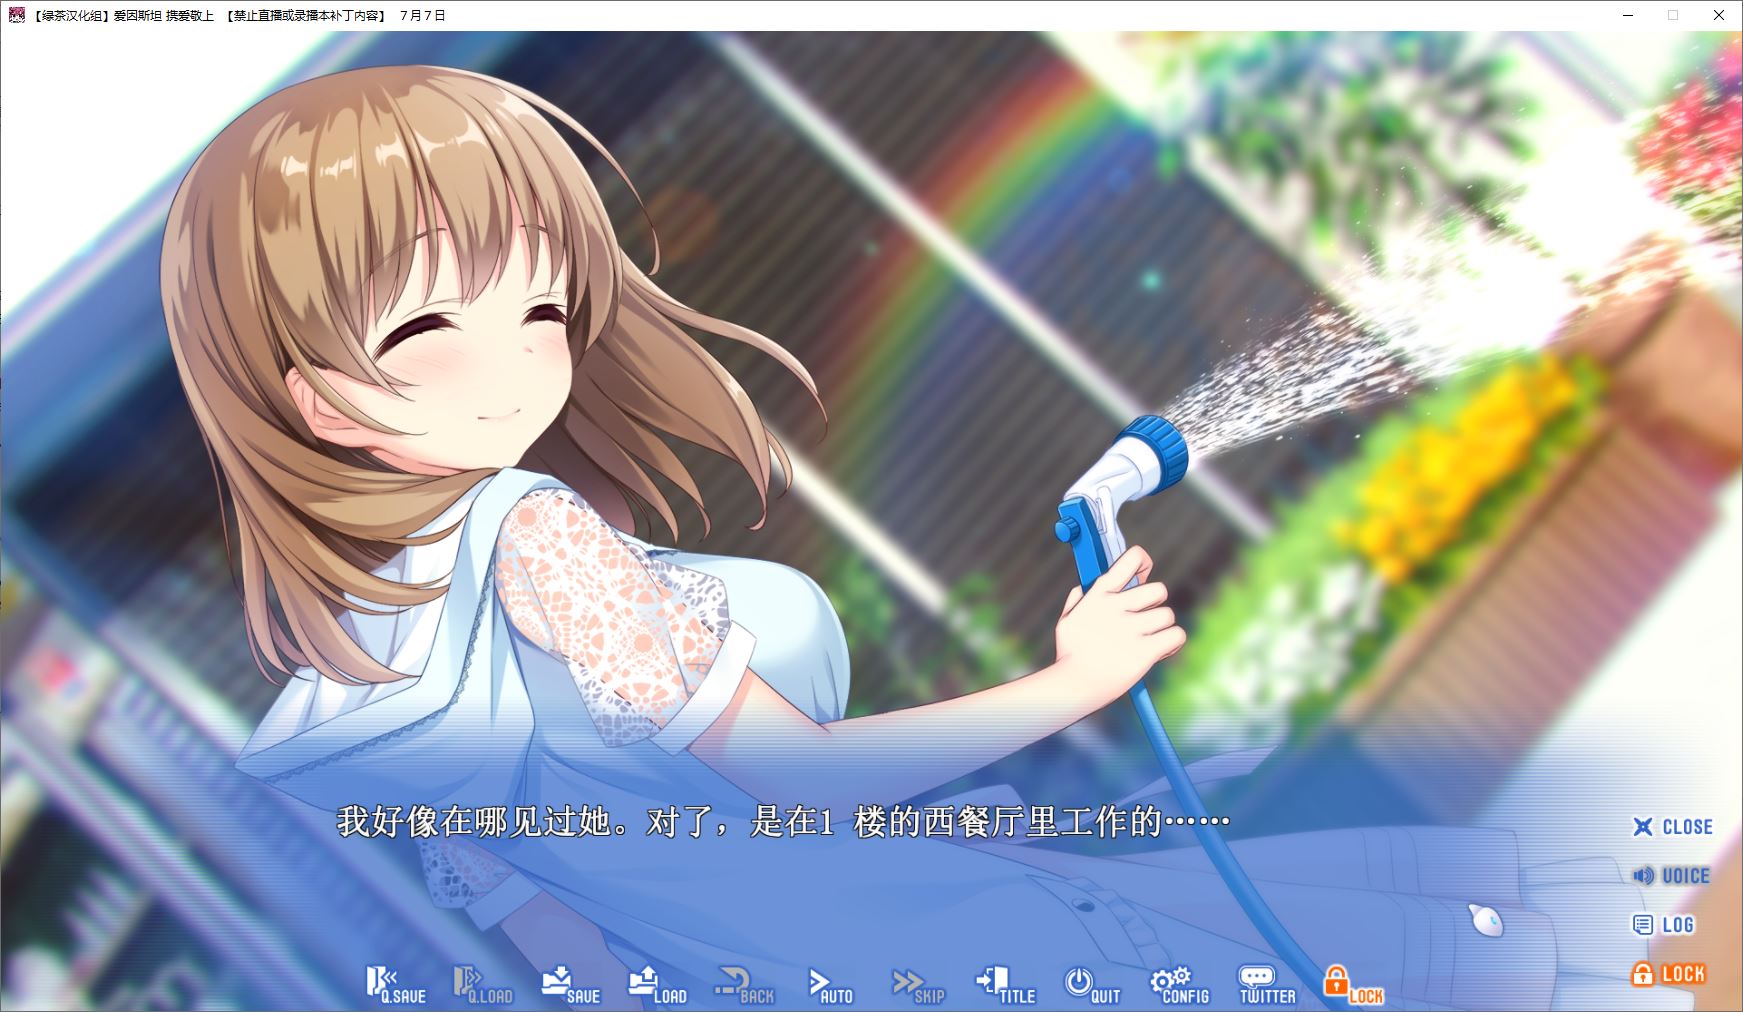 【绿茶汉化组】爱因斯坦 携爱敬上 【禁止直播或录播本补丁内容】 7月7日
我好像在哪见过她。对了，是在1 楼的西餐厅里工作的……
CLOSE
VOICE
LOG
LOCK
Q.SAVE Q.LOAD SAVE LOAD BACK AUTO SKIP TITLE QUIT CONFIG TWITTER LOCK